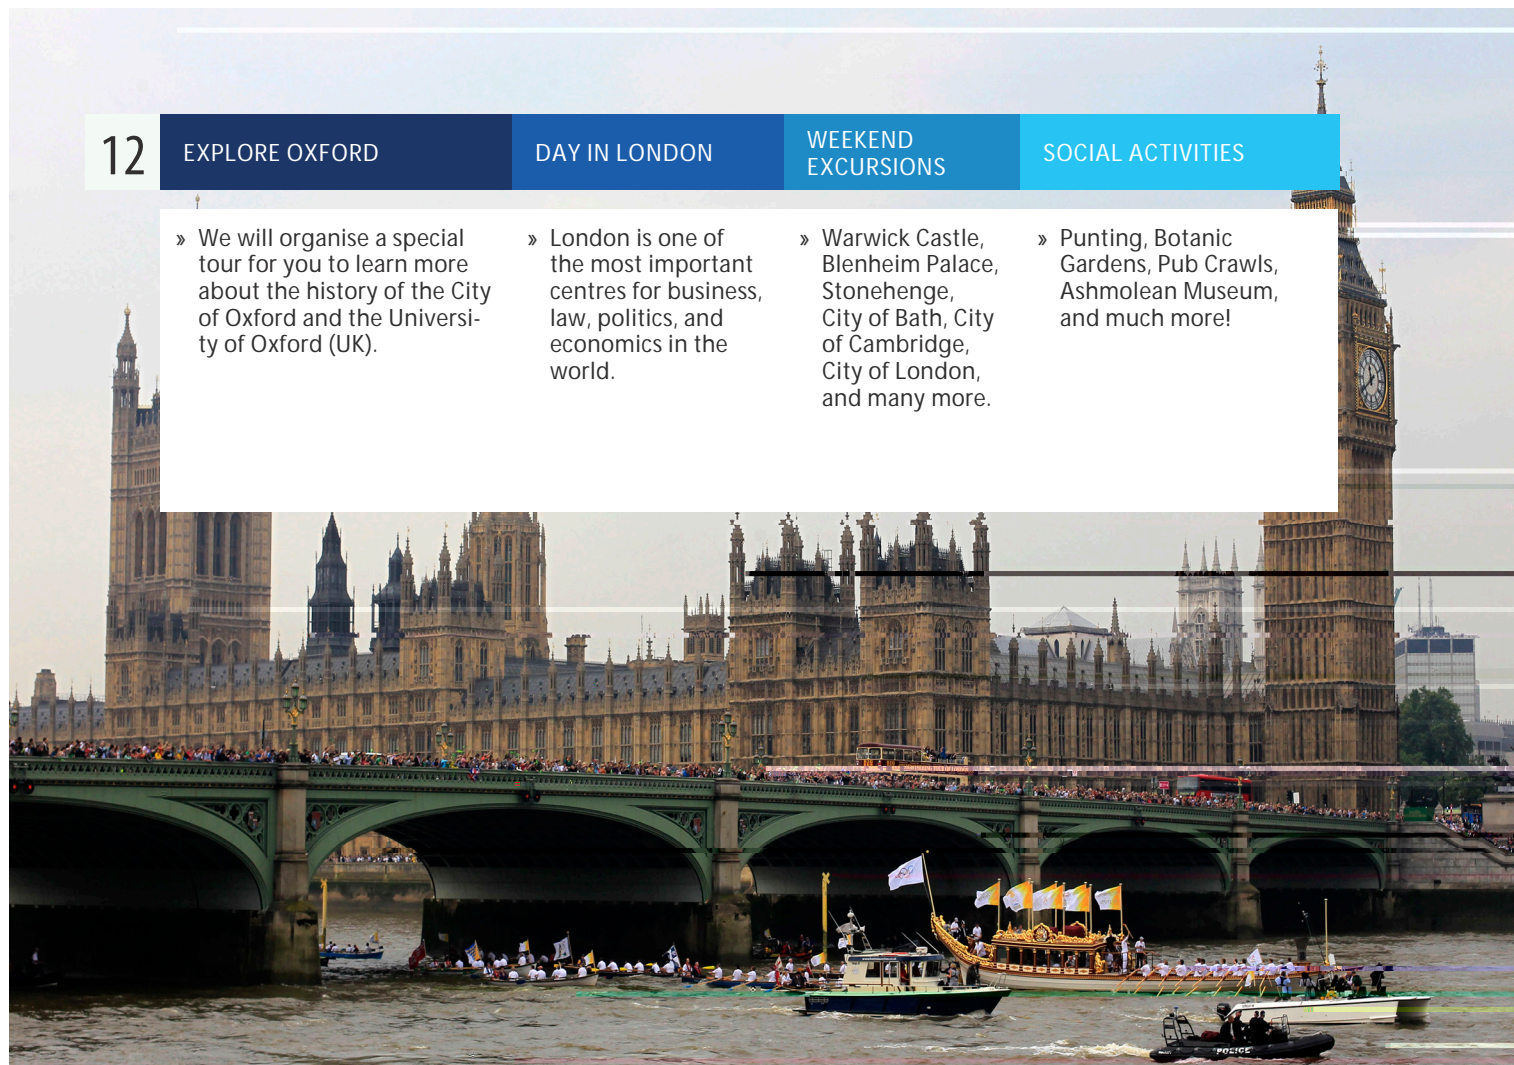 12
EXPLORE OXFORD
DAY IN LONDON
WEEKEND
EXCURSIONS
SOCIAL ACTIVITIES
» We will organise a special
tour for you to learn more
about the history of the City
of Oxford and the Universi-
ty of Oxford (UK).
» London is one of
the most important
centres for business,
law, politics, and
economics in the
world.
» Warwick Castle,
Blenheim Palace,
Stonehenge,
City of Bath, City
of Cambridge,
City of London,
and many more.
» Punting, Botanic
Gardens, Pub Crawls,
Ashmolean Museum,
and much more!
POLICE